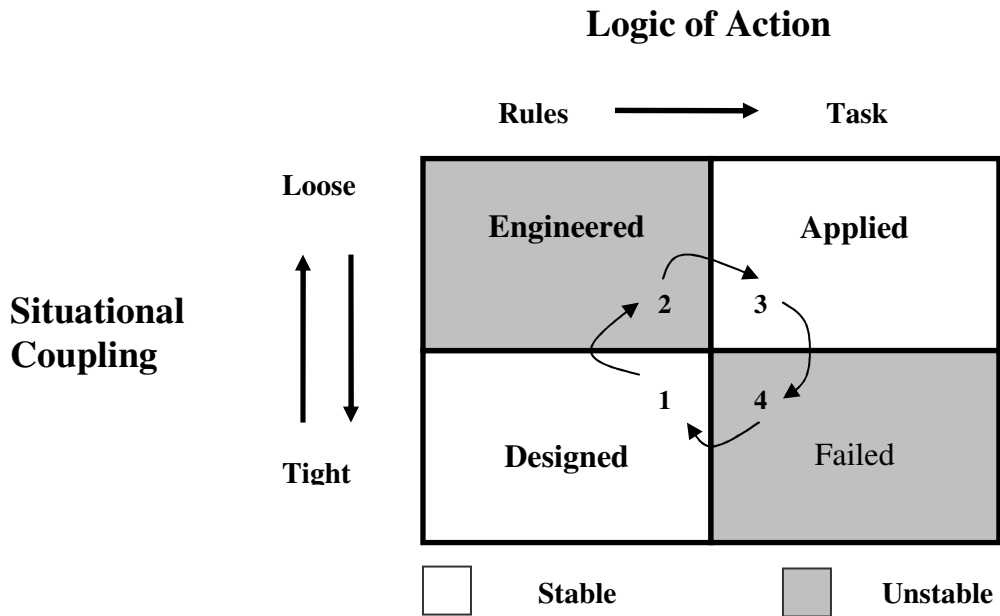 Logic of Action
Rules Task
Loose
Engineered Applied
2 3
Situational
Coupling
1 4
Designed Failed
Tight
Stable Unstable